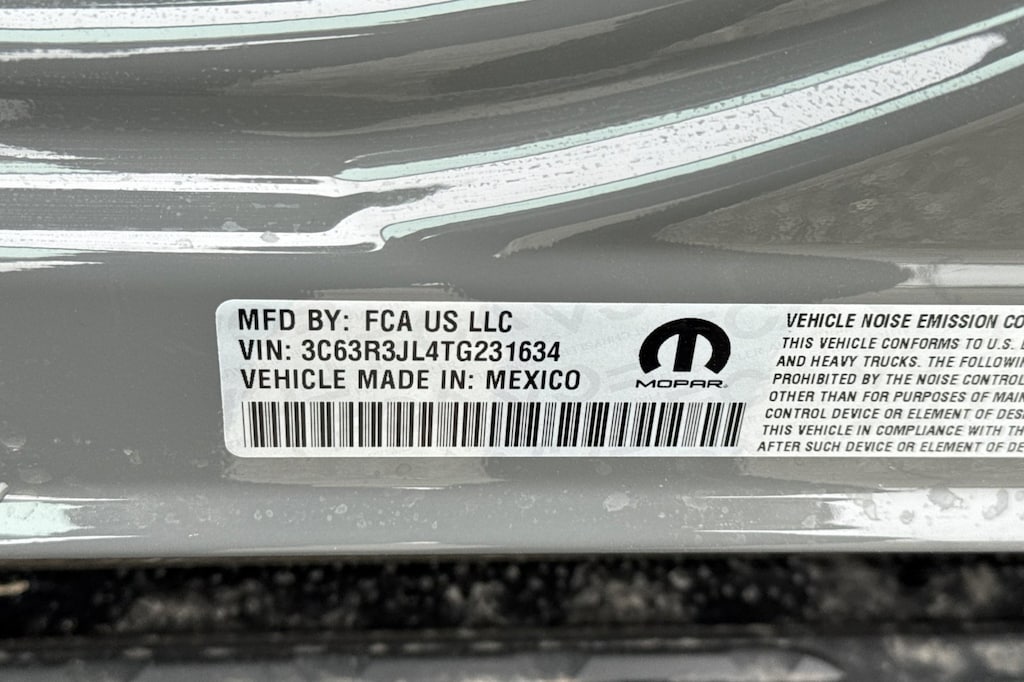 MFD BY: FCA US LLC
VIN: 3C63R3JL4TG231634
VEHICLE MADE IN: MEXICO
MOPAR
VEHICLE NOISE EMISSION CO
THIS VEHICLE CONFORMS TO U.S. E
AND HEAVY TRUCKS. THE FOLLOWIN
PROHIBITED BY THE NOISE CONTROL
OTHER THAN FOR PURPOSES OF MAIN
CONTROL DEVICE OR ELEMENT OF DES
THIS VEHICLE IN COMPLIANCE WITH TH
AFTER SUCH DEVICE OR ELEMENT OF DE